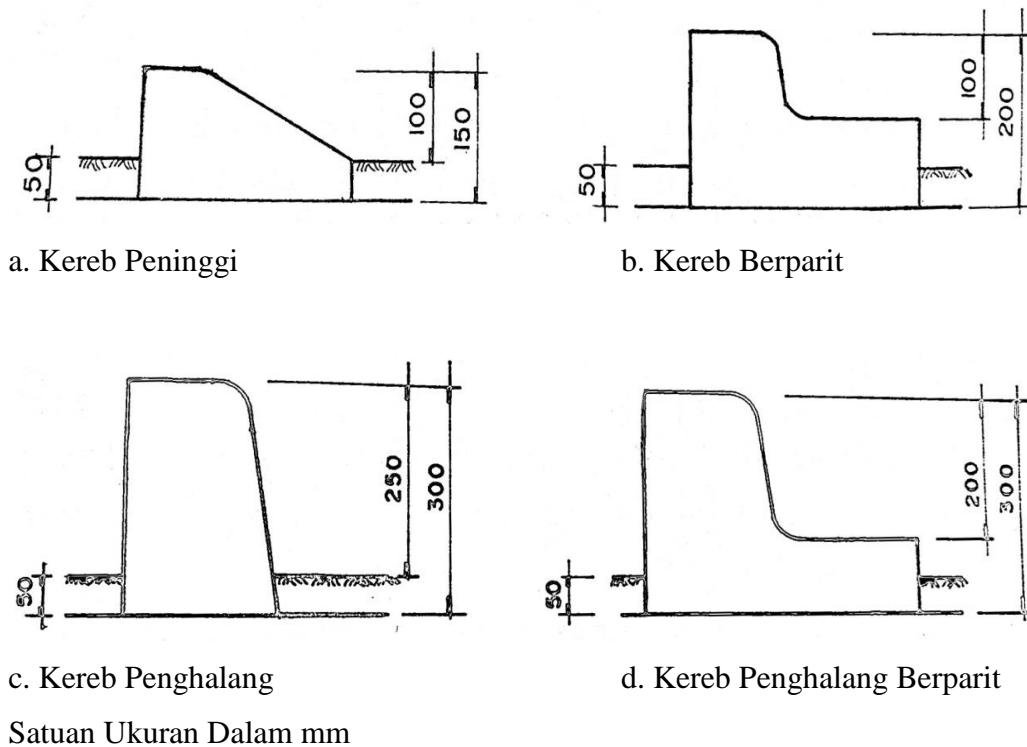 50
100
150
50
100
200
a. Kereb Peninggi
b. Kereb Berparit
50
250
300
50
200
300
c. Kereb Penghalang
d. Kereb Penghalang Berparit
Satuan Ukuran Dalam mm